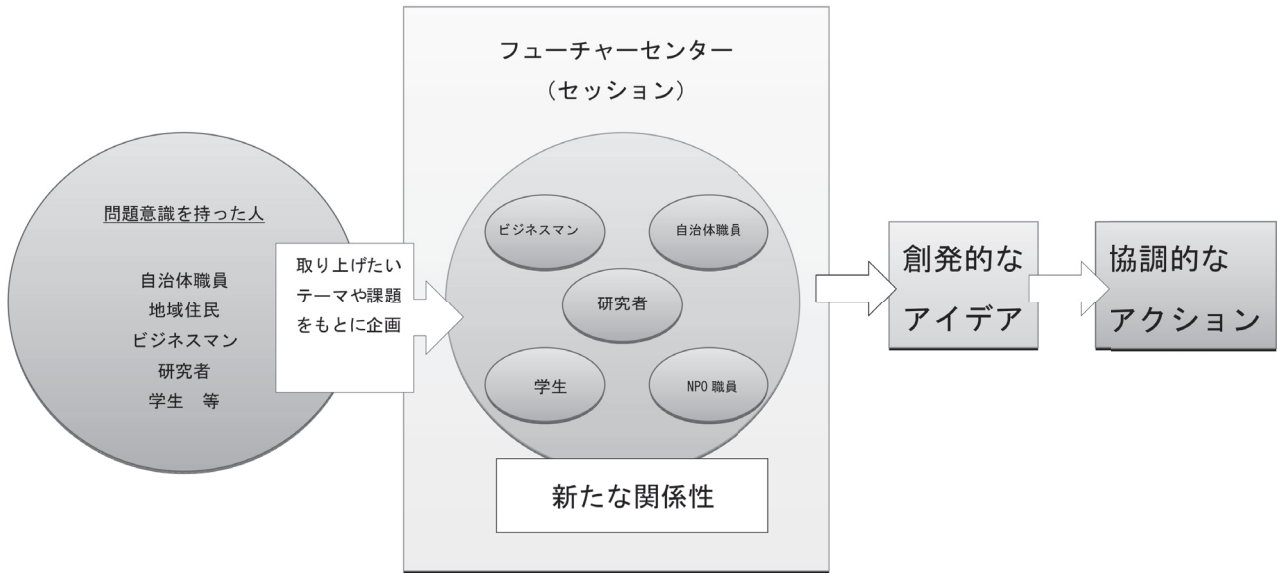 フューチャーセンター
（セッション）
問題意識を持った人
自治体職員
地域住民
ビジネスマン
研究者
学生　等
取り上げたい
テーマや課題
をもとに企画
ビジネスマン
自治体職員
研究者
学生
NPO 職員
新たな関係性
創発的な
アイデア
協調的な
アクション